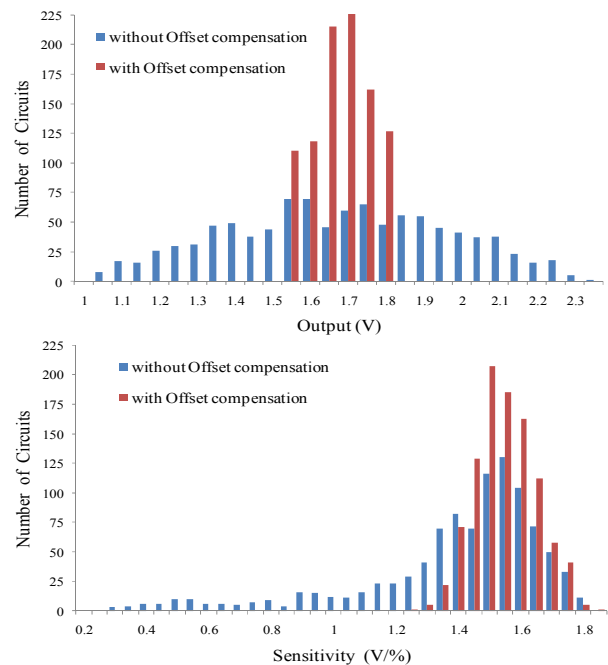 225
200
175
150
125
100
75
50
25
0
Number of Circuits
without Offset compensation
with Offset compensation
1 1.1 1.2 1.3 1.4 1.5 1.6 1.7 1.8 1.9 2 2.1 2.2 2.3
Output (V)
225
200
175
150
125
100
75
50
25
0
Number of Circuits
without Offset compensation
with Offset compensation
0.2 0.4 0.6 0.8 1 1.2 1.4 1.6 1.8
Sensitivity (V/%)